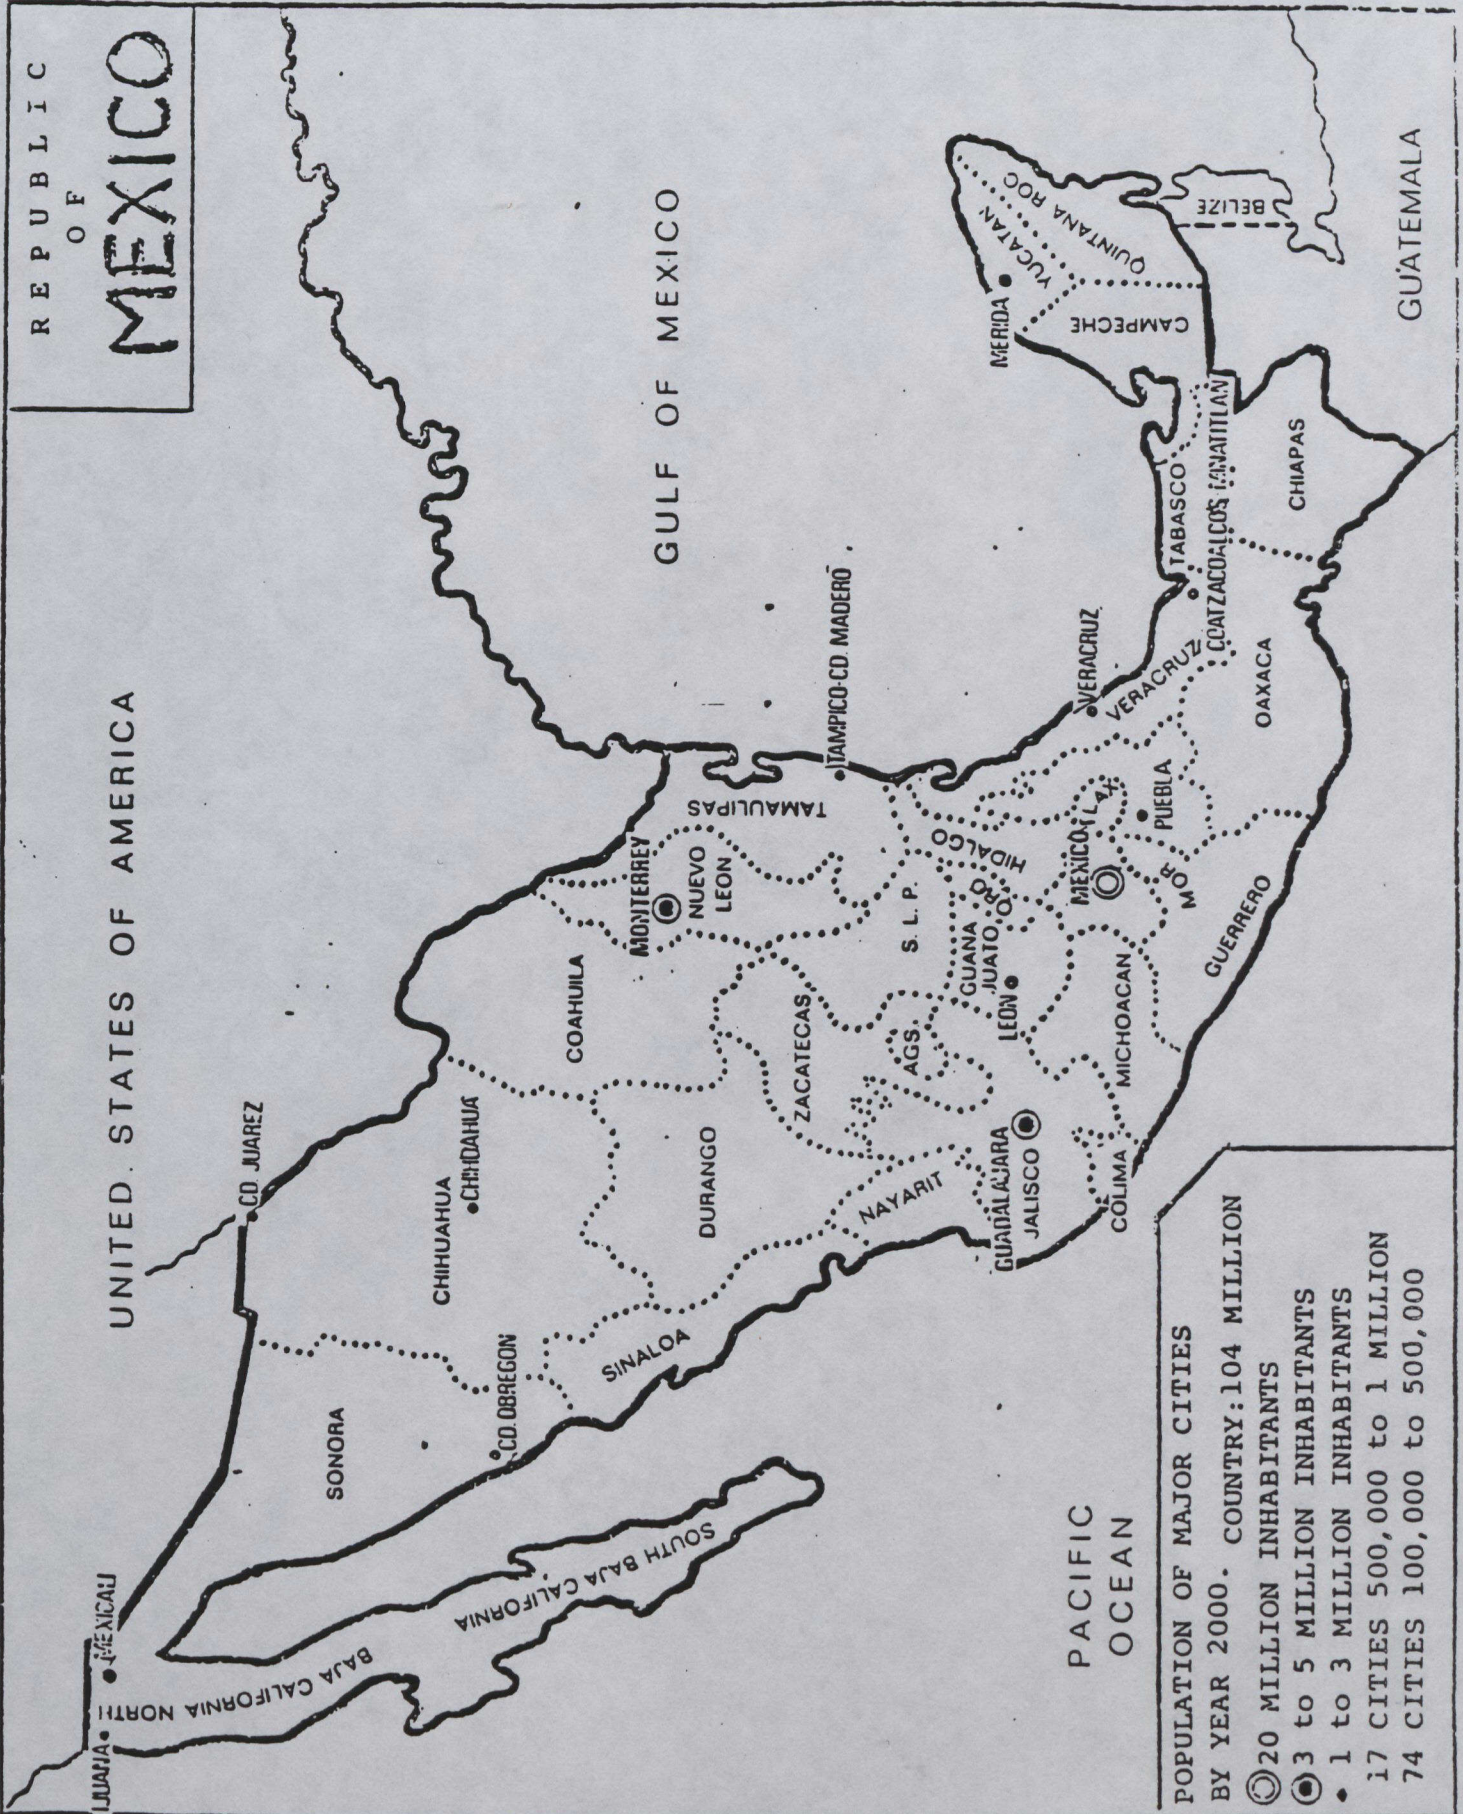 REPUBLIC
OF
MEXICO
UNITED STATES OF AMERICA
GULF OF MEXICO
PACIFIC
OCEAN
GUATEMALA
BELIZE
IJUANA
MEXICALI
CD. JUAREZ
BAJA CALIFORNIA NORTH
SOUTH BAJA CALIFORNIA
SONORA
CD. OBREGON
CHIHUAHUA
CHIHUAHUA
COAHUILA
MONTERREY
NUEVO
LEON
TAMAULIPAS
SINALOA
DURANGO
ZACATECAS
S. L. P.
TAMPICO-CD. MADERO
NAYARIT
AGS.
GUANA
JUATO
LEON
QRO
HIDALGO
GUADALAJARA
JALISCO
COLIMA
MICHOACAN
MEXICO
TLAX
MOR
PUEBLA
VERACRUZ
VERACRUZ
GUERRERO
OAXACA
TABASCO
COATZACOALCOS MINATITLAN
CHIAPAS
CAMPECHE
MERIDA
YUCATAN
QUINTANA ROO
POPULATION OF MAJOR CITIES
BY YEAR 2000. COUNTRY:104 MILLION
20 MILLION INHABITANTS
3 to 5 MILLION INHABITANTS
1 to 3 MILLION INHABITANTS
17 CITIES 500,000 to 1 MILLION
74 CITIES 100,000 to 500,000